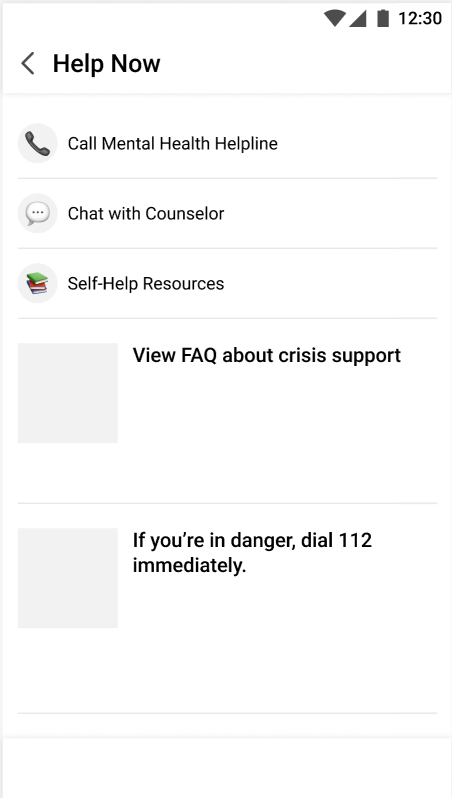 12:30
Help Now
Call Mental Health Helpline
Chat with Counselor
Self-Help Resources
View FAQ about crisis support
If you’re in danger, dial 112
immediately.